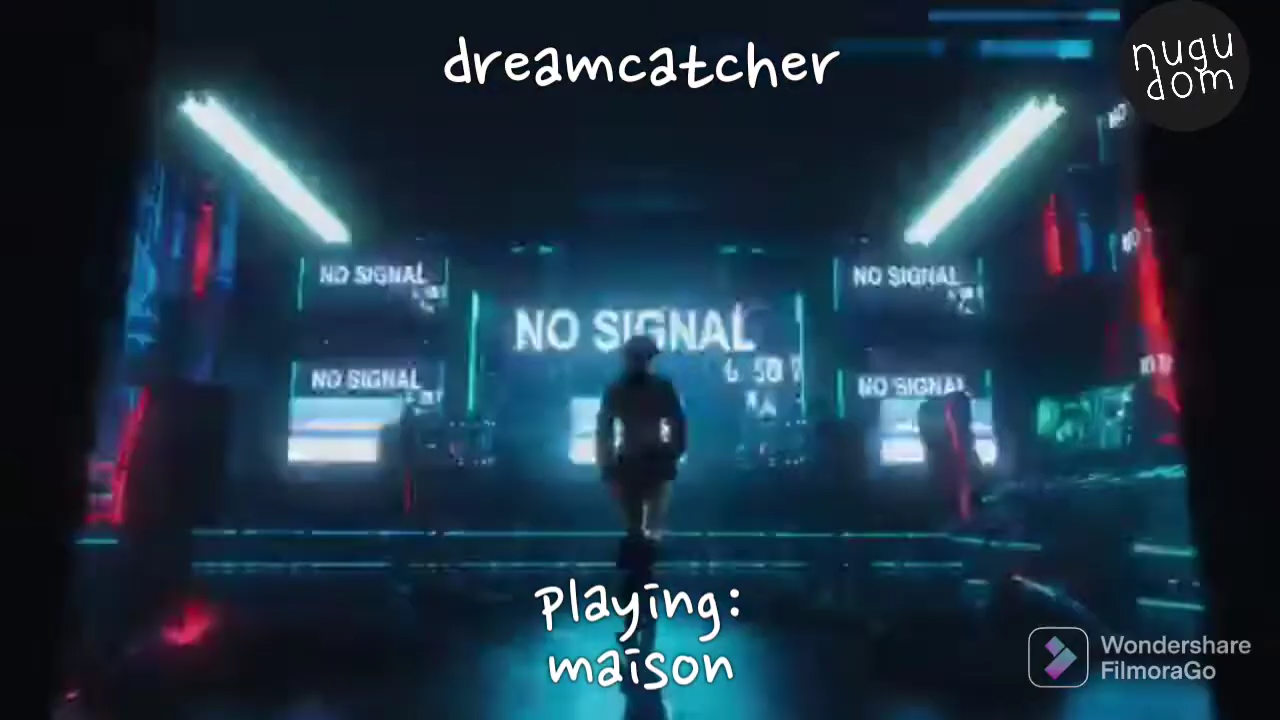 dreamcatcher
nugu
dom
NO SIGNAL
NO SIGNAL
NO SIGNAL
NO SIGNAL
NO SIGNAL
playing:
maison
Wondershare
FilmoraGo